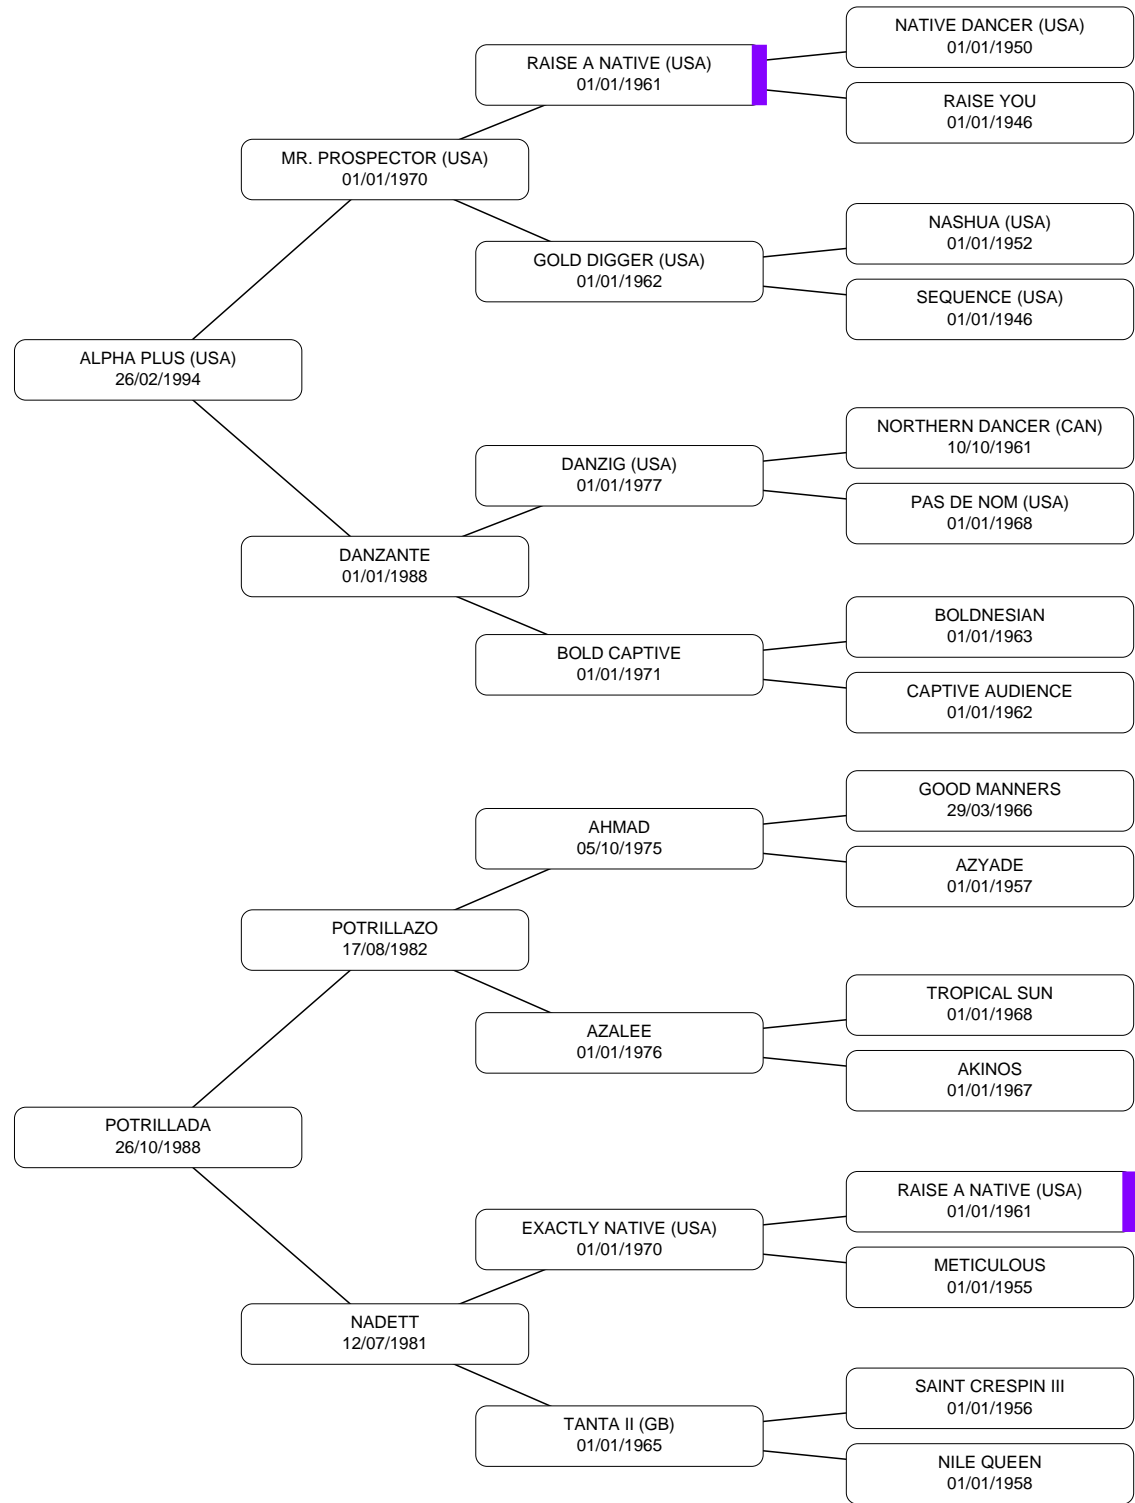 NATIVE DANCER (USA)
01/01/1950
RAISE A NATIVE (USA)
01/01/1961
RAISE YOU
01/01/1946
MR. PROSPECTOR (USA)
01/01/1970
NASHUA (USA)
01/01/1952
GOLD DIGGER (USA)
01/01/1962
SEQUENCE (USA)
01/01/1946
ALPHA PLUS (USA)
26/02/1994
NORTHERN DANCER (CAN)
10/10/1961
DANZIG (USA)
01/01/1977
PAS DE NOM (USA)
01/01/1968
DANZANTE
01/01/1988
BOLDNESIAN
01/01/1963
BOLD CAPTIVE
01/01/1971
CAPTIVE AUDIENCE
01/01/1962
GOOD MANNERS
29/03/1966
AHMAD
05/10/1975
AZYADE
01/01/1957
POTRILLAZO
17/08/1982
TROPICAL SUN
01/01/1968
AZALEE
01/01/1976
AKINOS
01/01/1967
POTRILLADA
26/10/1988
RAISE A NATIVE (USA)
01/01/1961
EXACTLY NATIVE (USA)
01/01/1970
METICULOUS
01/01/1955
NADETT
12/07/1981
SAINT CRESPIN III
01/01/1956
TANTA II (GB)
01/01/1965
NILE QUEEN
01/01/1958